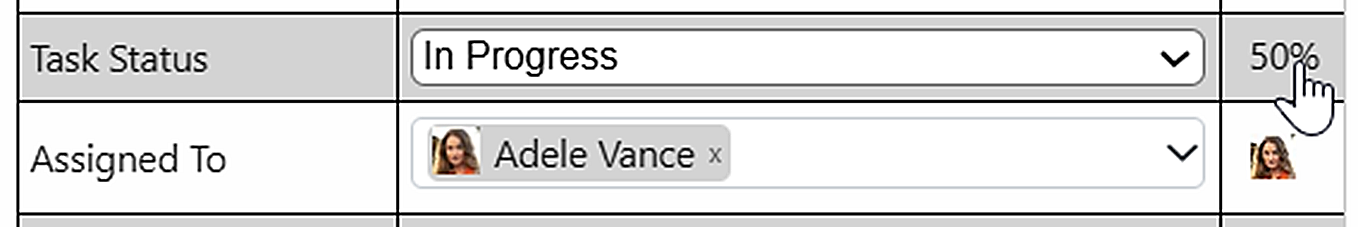 Task Status In Progress 50%
Assigned To Adele Vance x